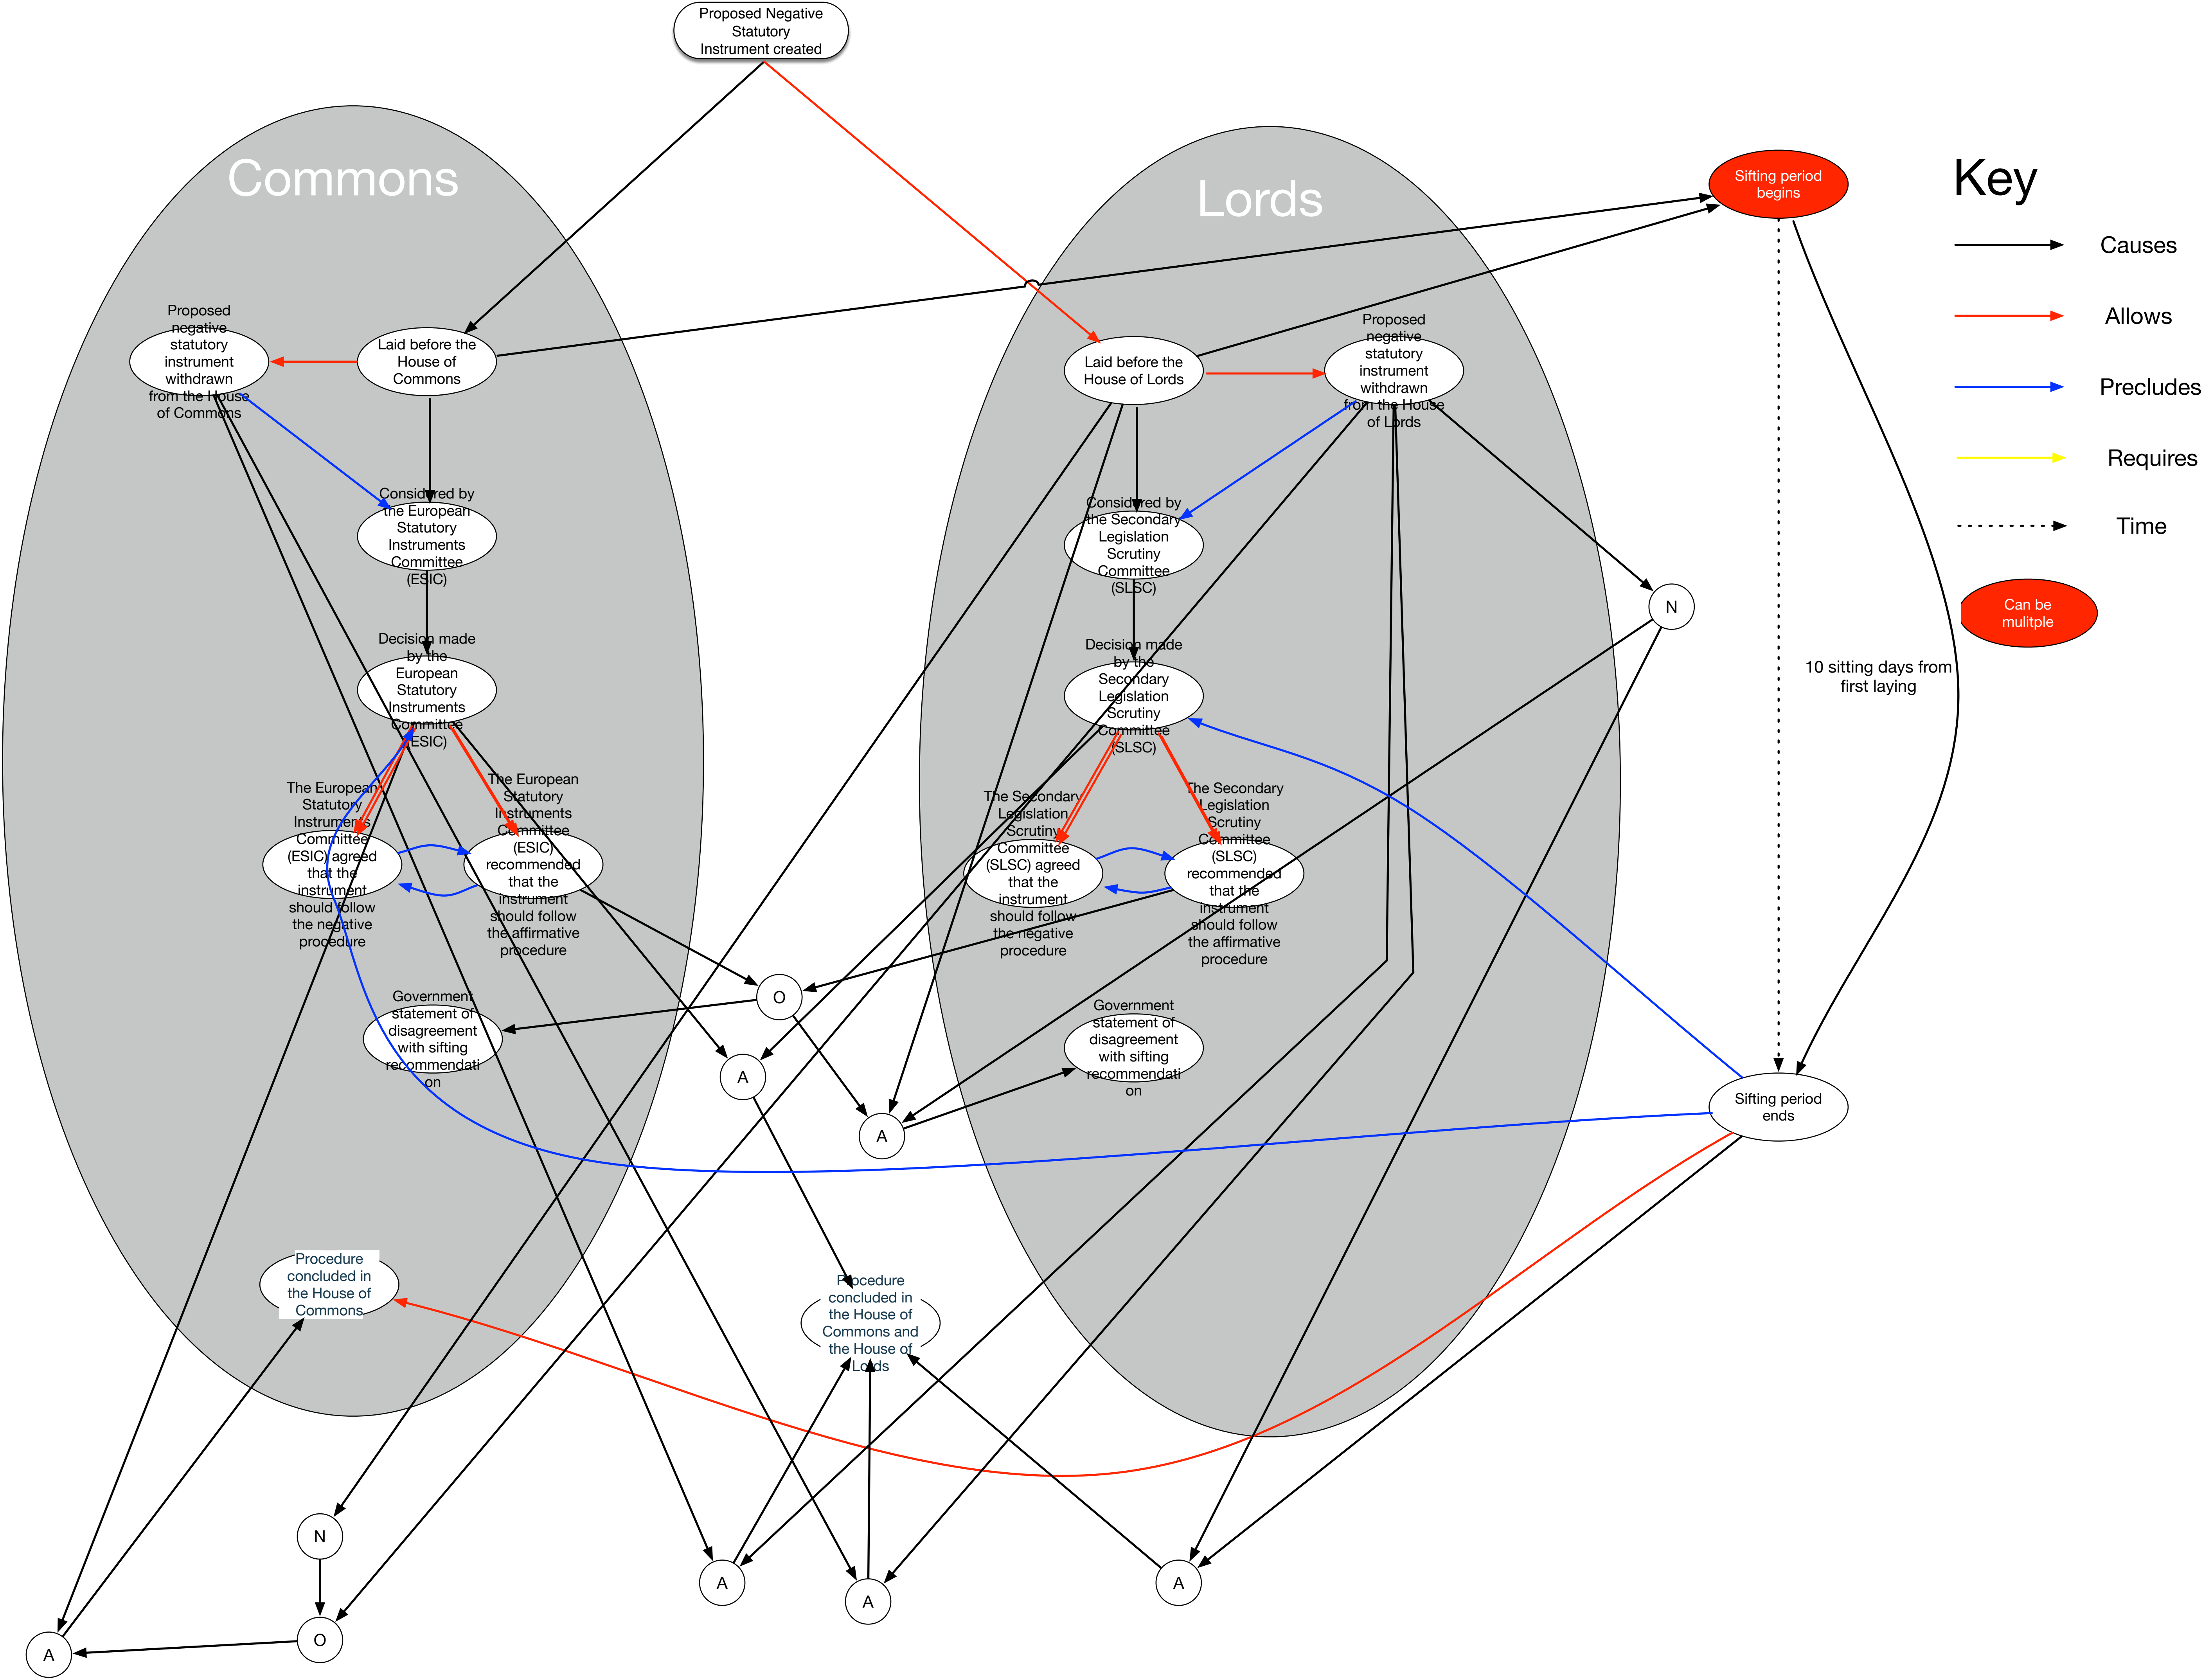 Proposed Negative
Statutory
Instrument created
Commons
Lords
Sifting period
begins
Key
Causes
Allows
Precludes
Requires
Time
Can be
mulitple
Proposed
negative
statutory
instrument
withdrawn
from the House
of Commons
Laid before the
House of
Commons
Laid before the
House of Lords
Proposed
negative
statutory
instrument
withdrawn
from the House
of Lords
Considered by
the European
Statutory
Instruments
Committee
(ESIC)
Considered by
the Secondary
Legislation
Scrutiny
Committee
(SLSC)
N
Decision made
by the
European
Statutory
Instruments
Committee
(ESIC)
Decision made
by the
Secondary
Legislation
Scrutiny
Committee
(SLSC)
10 sitting days from
first laying
The European
Statutory
Instruments
Committee
(ESIC) agreed
that the
instrument
should follow
the negative
procedure
The European
Statutory
Instruments
Committee
(ESIC)
recommended
that the
instrument
should follow
the affirmative
procedure
The Secondary
Legislation
Scrutiny
Committee
(SLSC) agreed
that the
instrument
should follow
the negative
procedure
The Secondary
Legislation
Scrutiny
Committee
(SLSC)
recommended
that the
instrument
should follow
the affirmative
procedure
O
Government
statement of
disagreement
with sifting
recommendati
on
A
A
Government
statement of
disagreement
with sifting
recommendati
on
Sifting period
ends
Procedure
concluded in
the House of
Commons
Procedure
concluded in
the House of
Commons and
the House of
Lords
N
O
A
A
A
A